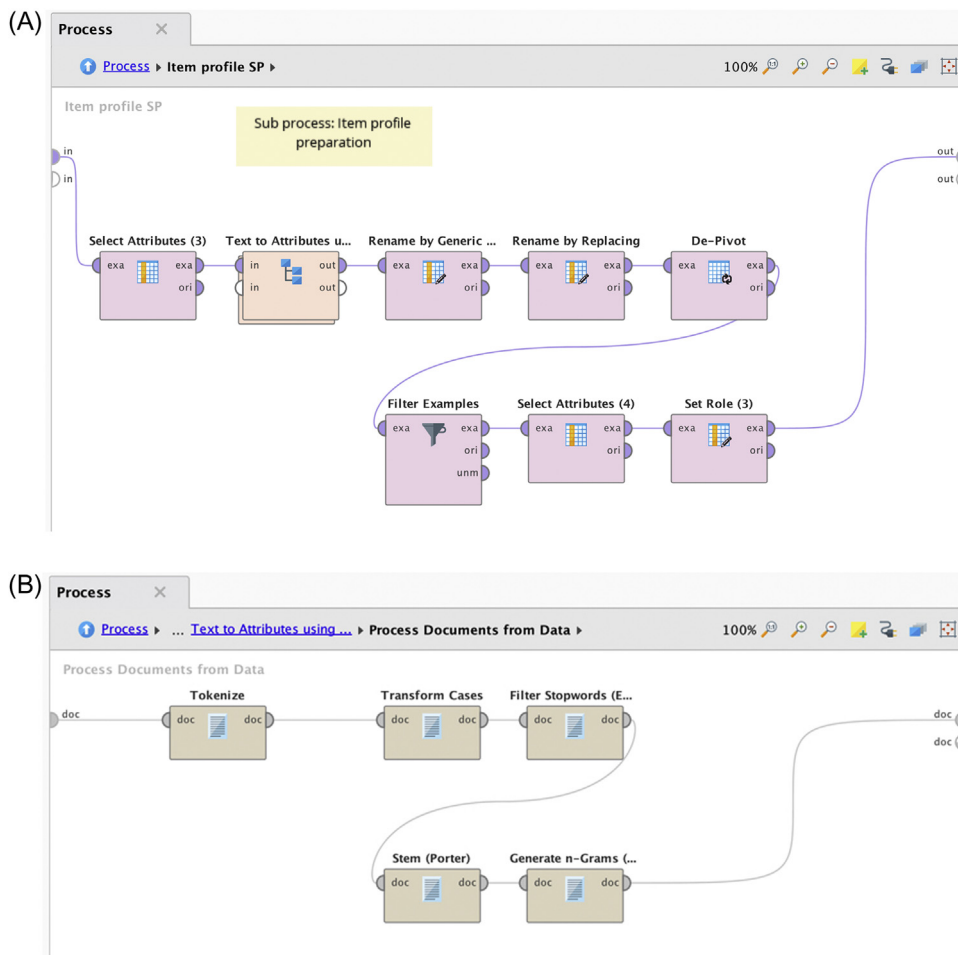 (A)
Process
Process Item profile SP
100%
Item profile SP
Sub process: Item profile
preparation
in
in
out
out
Select Attributes (3)
exa exa
ori
Text to Attributes u...
in out
in out
Rename by Generic ...
exa exa
ori
Rename by Replacing
exa exa
ori
De-Pivot
exa exa
ori
Filter Examples
exa exa
ori
unm
Select Attributes (4)
exa exa
ori
Set Role (3)
exa exa
ori
(B)
Process
Process ... Text to Attributes using ... Process Documents from Data
100%
Process Documents from Data
doc
doc
doc
Tokenize
doc doc
Transform Cases
doc doc
Filter Stopwords (E...
doc doc
Stem (Porter)
doc doc
Generate n-Grams (...
doc doc